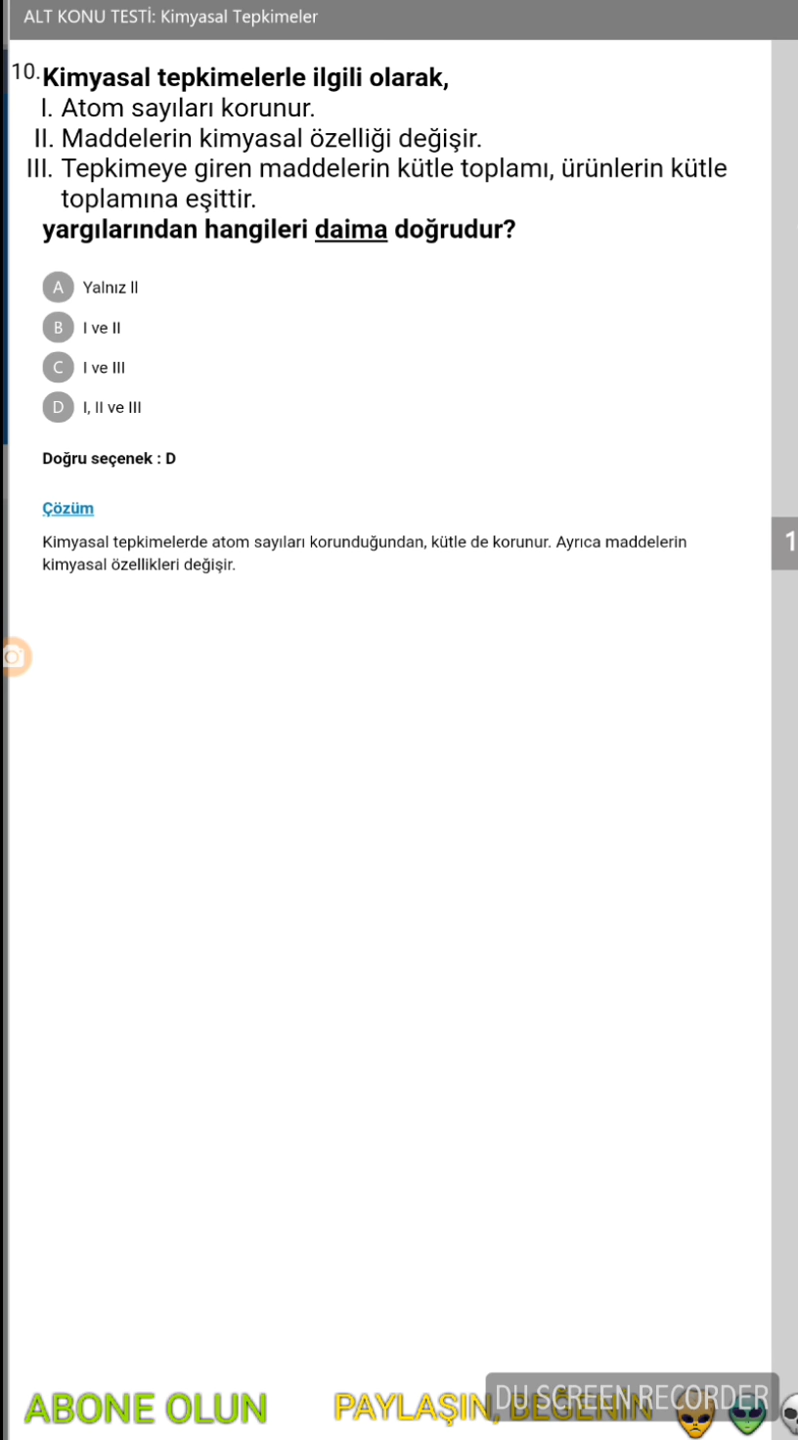 ALT KONU TESTİ: Kimyasal Tepkimeler
10. Kimyasal tepkimelerle ilgili olarak,
I. Atom sayıları korunur.
II. Maddelerin kimyasal özelliği değişir.
III. Tepkimeye giren maddelerin kütle toplamı, ürünlerin kütle
toplamına eşittir.
yargılarından hangileri daima doğrudur?
A Yalnız II
B I ve II
C I ve III
D I, II ve III
Doğru seçenek : D
Çözüm
Kimyasal tepkimelerde atom sayıları korunduğundan, kütle de korunur. Ayrıca maddelerin
kimyasal özellikleri değişir.
1
ABONE OLUN PAYLAŞIN, BEĞENİN
DU SCREEN RECORDER